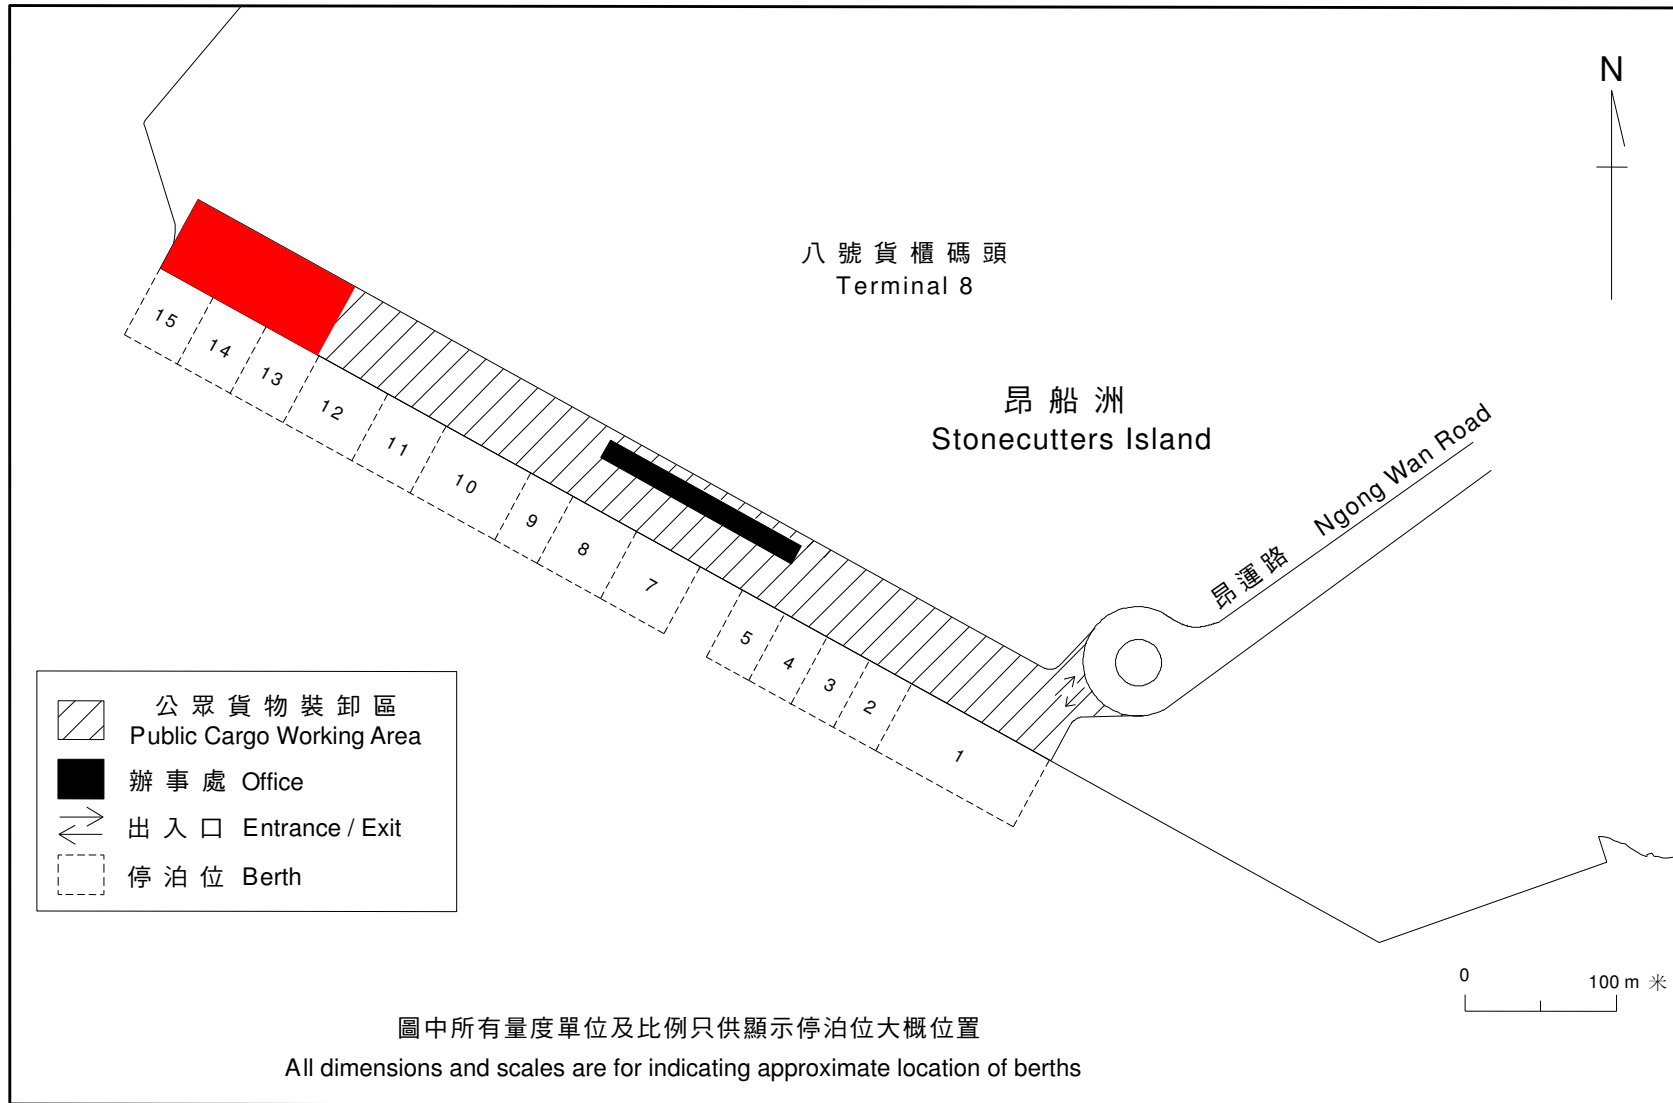 N
八號貨櫃碼頭
Terminal 8
昂船洲
Stonecutters Island
昂運路 Ngong Wan Road
15
14
13
12
11
10
9
8
7
5
4
3
2
1
公眾貨物裝卸區
Public Cargo Working Area
辦事處 Office
出入口 Entrance / Exit
停泊位 Berth
0 100 m 米
圖中所有量度單位及比例只供顯示停泊位大概位置
All dimensions and scales are for indicating approximate location of berths